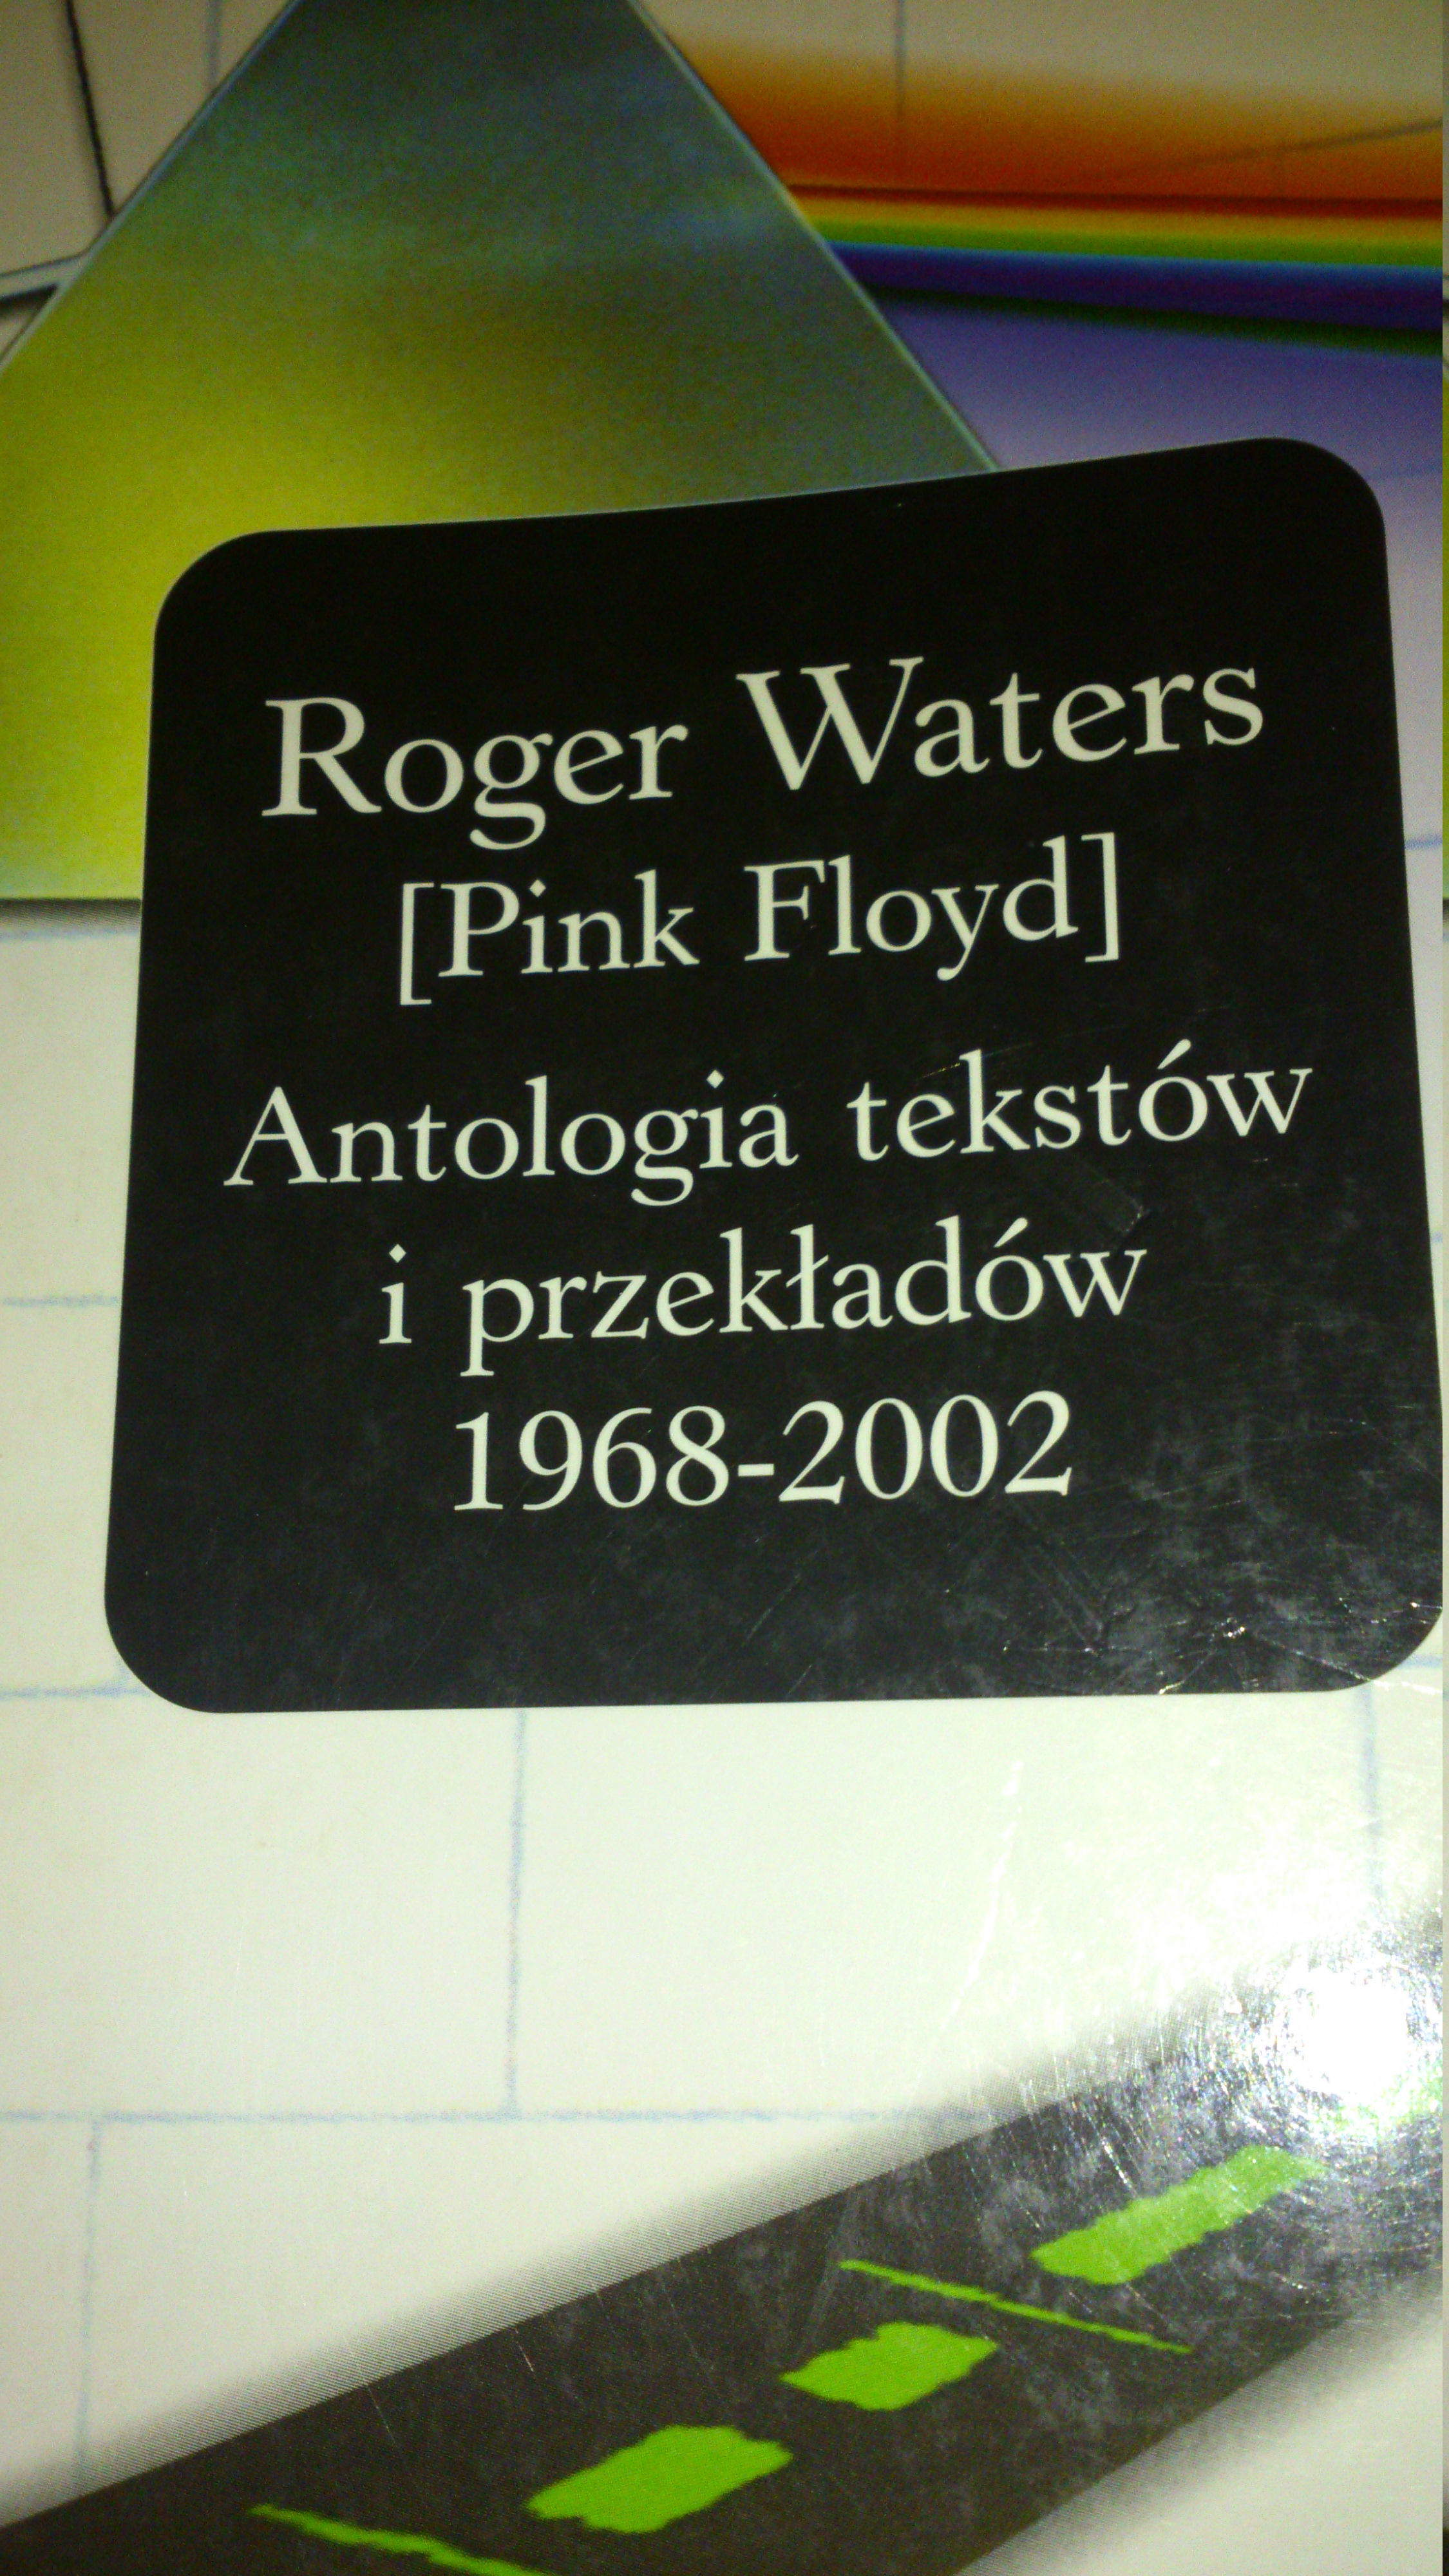 Roger Waters
[Pink Floyd]
Antologia tekstów
i przekładów
1968-2002